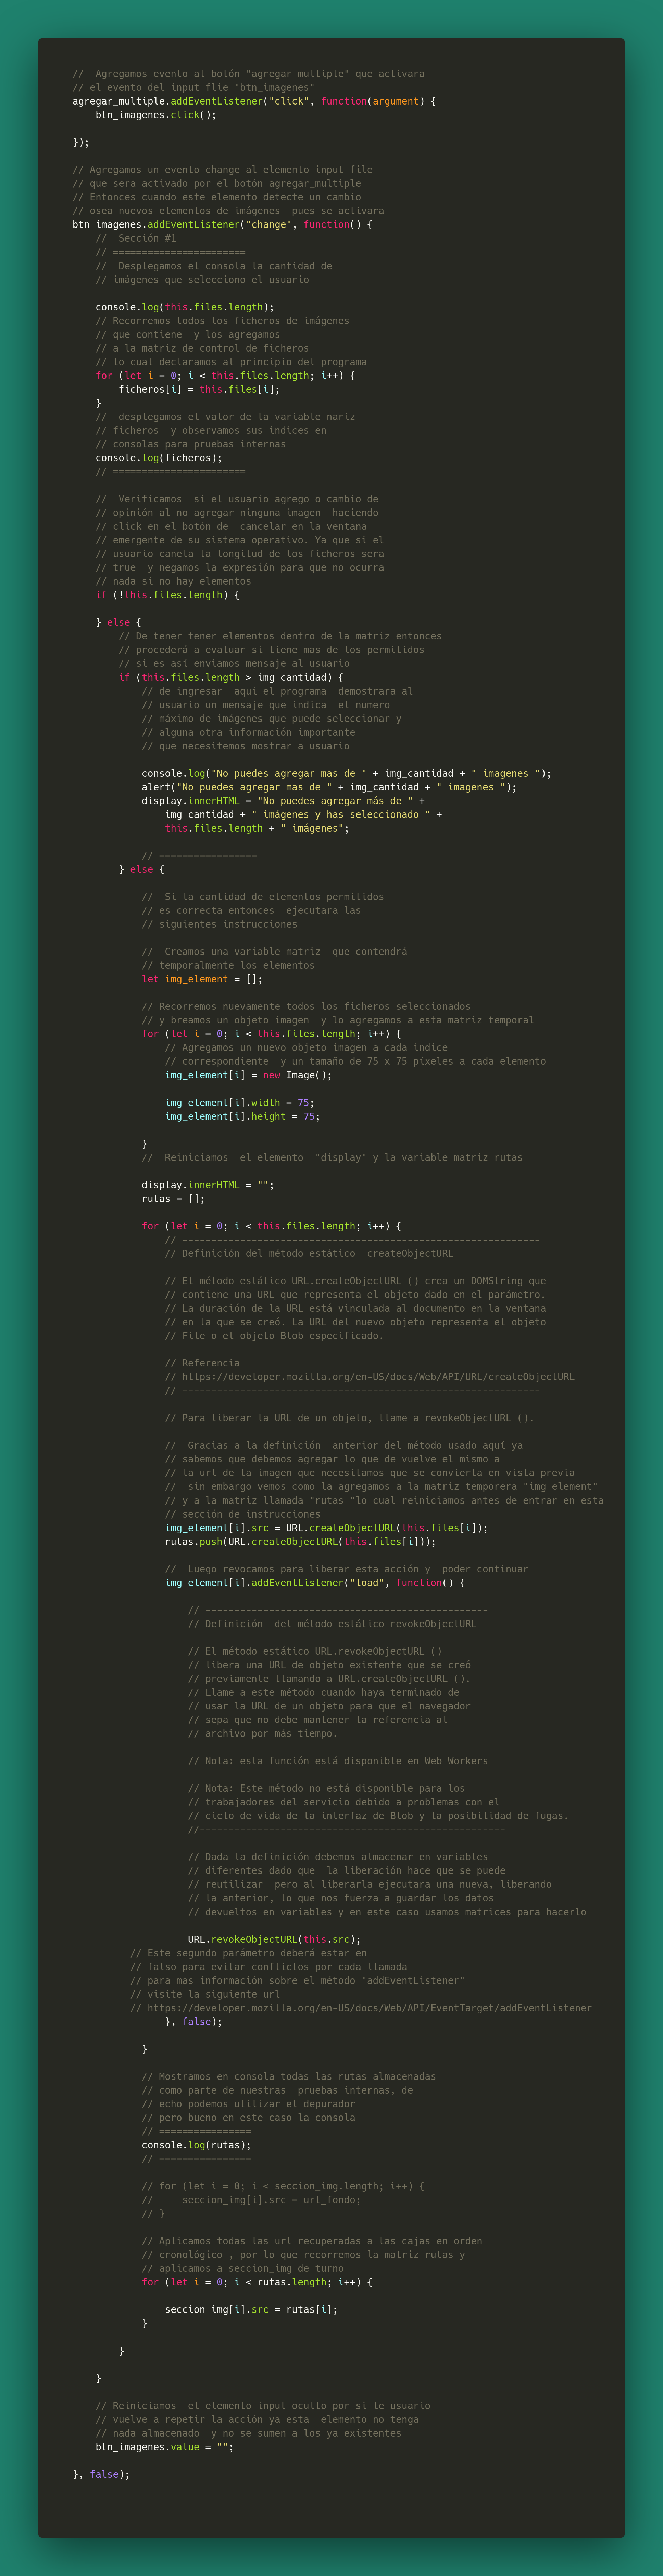 //  Agregamos evento al botón "agregar_multiple" que activara
// el evento del input flie "btn_imagenes"
agregar_multiple.addEventListener("click", function(argument) {
    btn_imagenes.click();

});

// Agregamos un evento change al elemento input file
// que sera activado por el botón agregar_multiple
// Entonces cuando este elemento detecte un cambio
// osea nuevos elementos de imágenes  pues se activara
btn_imagenes.addEventListener("change", function() {
    //  Sección #1
    // =======================
    //  Desplegamos el consola la cantidad de
    // imágenes que selecciono el usuario

    console.log(this.files.length);
    // Recorremos todos los ficheros de imágenes
    // que contiene  y los agregamos
    // a la matriz de control de ficheros
    // lo cual declaramos al principio del programa
    for (let i = 0; i < this.files.length; i++) {
        ficheros[i] = this.files[i];
    }
    //  desplegamos el valor de la variable nariz
    // ficheros  y observamos sus indices en
    // consolas para pruebas internas
    console.log(ficheros);
    // =======================

    //  Verificamos  si el usuario agrego o cambio de
    // opinión al no agregar ninguna imagen  haciendo
    // click en el botón de  cancelar en la ventana
    // emergente de su sistema operativo. Ya que si el
    // usuario canela la longitud de los ficheros sera
    // true  y negamos la expresión para que no ocurra
    // nada si no hay elementos
    if (!this.files.length) {

    } else {
        // De tener tener elementos dentro de la matriz entonces
        // procederá a evaluar si tiene mas de los permitidos
        // si es así enviamos mensaje al usuario
        if (this.files.length > img_cantidad) {
            // de ingresar  aquí el programa  demostrara al
            // usuario un mensaje que indica  el numero
            // máximo de imágenes que puede seleccionar y
            // alguna otra información importante
            // que necesitemos mostrar a usuario

            console.log("No puedes agregar mas de " + img_cantidad + " imagenes ");
            alert("No puedes agregar mas de " + img_cantidad + " imagenes ");
            display.innerHTML = "No puedes agregar más de " +
                img_cantidad + " imágenes y has seleccionado " +
                this.files.length + " imágenes";

            // =================
        } else {

            //  Si la cantidad de elementos permitidos
            // es correcta entonces  ejecutara las
            // siguientes instrucciones

            //  Creamos una variable matriz  que contendrá
            // temporalmente los elementos
            let img_element = [];

            // Recorremos nuevamente todos los ficheros seleccionados
            // y breamos un objeto imagen  y lo agregamos a esta matriz temporal
            for (let i = 0; i < this.files.length; i++) {
                // Agregamos un nuevo objeto imagen a cada indice
                // correspondiente  y un tamaño de 75 x 75 píxeles a cada elemento
                img_element[i] = new Image();

                img_element[i].width = 75;
                img_element[i].height = 75;

            }
            //  Reiniciamos  el elemento  "display" y la variable matriz rutas

            display.innerHTML = "";
            rutas = [];

            for (let i = 0; i < this.files.length; i++) {
                // --------------------------------------------------------------
                // Definición del método estático  createObjectURL

                // El método estático URL.createObjectURL () crea un DOMString que
                // contiene una URL que representa el objeto dado en el parámetro.
                // La duración de la URL está vinculada al documento en la ventana
                // en la que se creó. La URL del nuevo objeto representa el objeto
                // File o el objeto Blob especificado.

                // Referencia
                // https://developer.mozilla.org/en-US/docs/Web/API/URL/createObjectURL
                // --------------------------------------------------------------

                // Para liberar la URL de un objeto, llame a revokeObjectURL ().

                //  Gracias a la definición  anterior del método usado aquí ya
                // sabemos que debemos agregar lo que de vuelve el mismo a
                // la url de la imagen que necesitamos que se convierta en vista previa
                //  sin embargo vemos como la agregamos a la matriz temporera "img_element"
                // y a la matriz llamada "rutas "lo cual reiniciamos antes de entrar en esta
                // sección de instrucciones
                img_element[i].src = URL.createObjectURL(this.files[i]);
                rutas.push(URL.createObjectURL(this.files[i]));

                //  Luego revocamos para liberar esta acción y  poder continuar
                img_element[i].addEventListener("load", function() {

                    // -------------------------------------------------
                    // Definición  del método estático revokeObjectURL

                    // El método estático URL.revokeObjectURL ()
                    // libera una URL de objeto existente que se creó
                    // previamente llamando a URL.createObjectURL ().
                    // Llame a este método cuando haya terminado de
                    // usar la URL de un objeto para que el navegador
                    // sepa que no debe mantener la referencia al
                    // archivo por más tiempo.

                    // Nota: esta función está disponible en Web Workers

                    // Nota: Este método no está disponible para los
                    // trabajadores del servicio debido a problemas con el
                    // ciclo de vida de la interfaz de Blob y la posibilidad de fugas.
                    //-----------------------------------------------------

                    // Dada la definición debemos almacenar en variables
                    // diferentes dado que  la liberación hace que se puede
                    // reutilizar  pero al liberarla ejecutara una nueva, liberando
                    // la anterior, lo que nos fuerza a guardar los datos
                    // devueltos en variables y en este caso usamos matrices para hacerlo

                    URL.revokeObjectURL(this.src);
          // Este segundo parámetro deberá estar en
          // falso para evitar conflictos por cada llamada
          // para mas información sobre el método "addEventListener"
          // visite la siguiente url
          // https://developer.mozilla.org/en-US/docs/Web/API/EventTarget/addEventListener
                }, false);

            }

            // Mostramos en consola todas las rutas almacenadas
            // como parte de nuestras  pruebas internas, de
            // echo podemos utilizar el depurador
            // pero bueno en este caso la consola
            // ================
            console.log(rutas);
            // ================

            // for (let i = 0; i < seccion_img.length; i++) {
            //     seccion_img[i].src = url_fondo;
            // }

            // Aplicamos todas las url recuperadas a las cajas en orden
            // cronológico , por lo que recorremos la matriz rutas y
            // aplicamos a seccion_img de turno
            for (let i = 0; i < rutas.length; i++) {

                seccion_img[i].src = rutas[i];
            }

        }

    }

    // Reiniciamos  el elemento input oculto por si le usuario
    // vuelve a repetir la acción ya esta  elemento no tenga
    // nada almacenado  y no se sumen a los ya existentes
    btn_imagenes.value = "";

}, false);